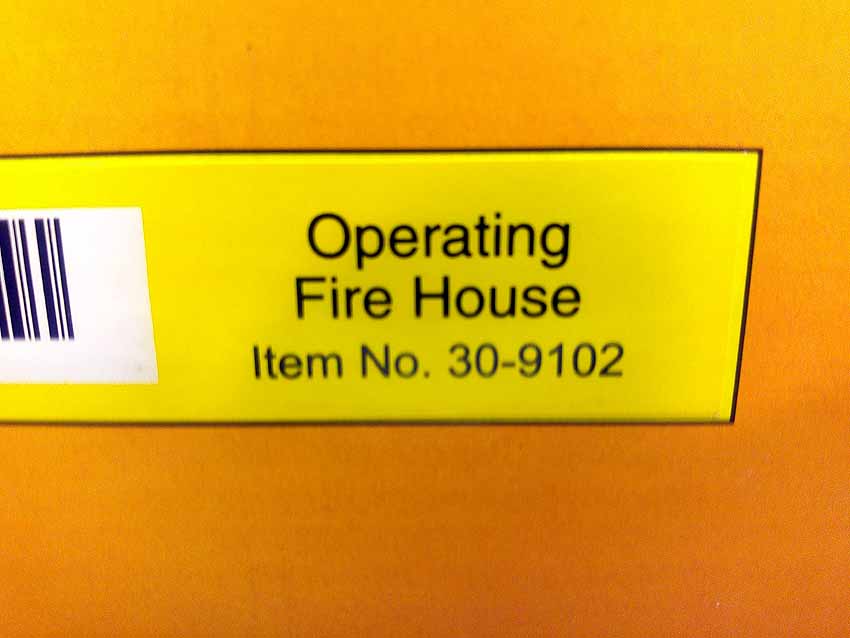 Operating
Fire House
Item No. 30-9102